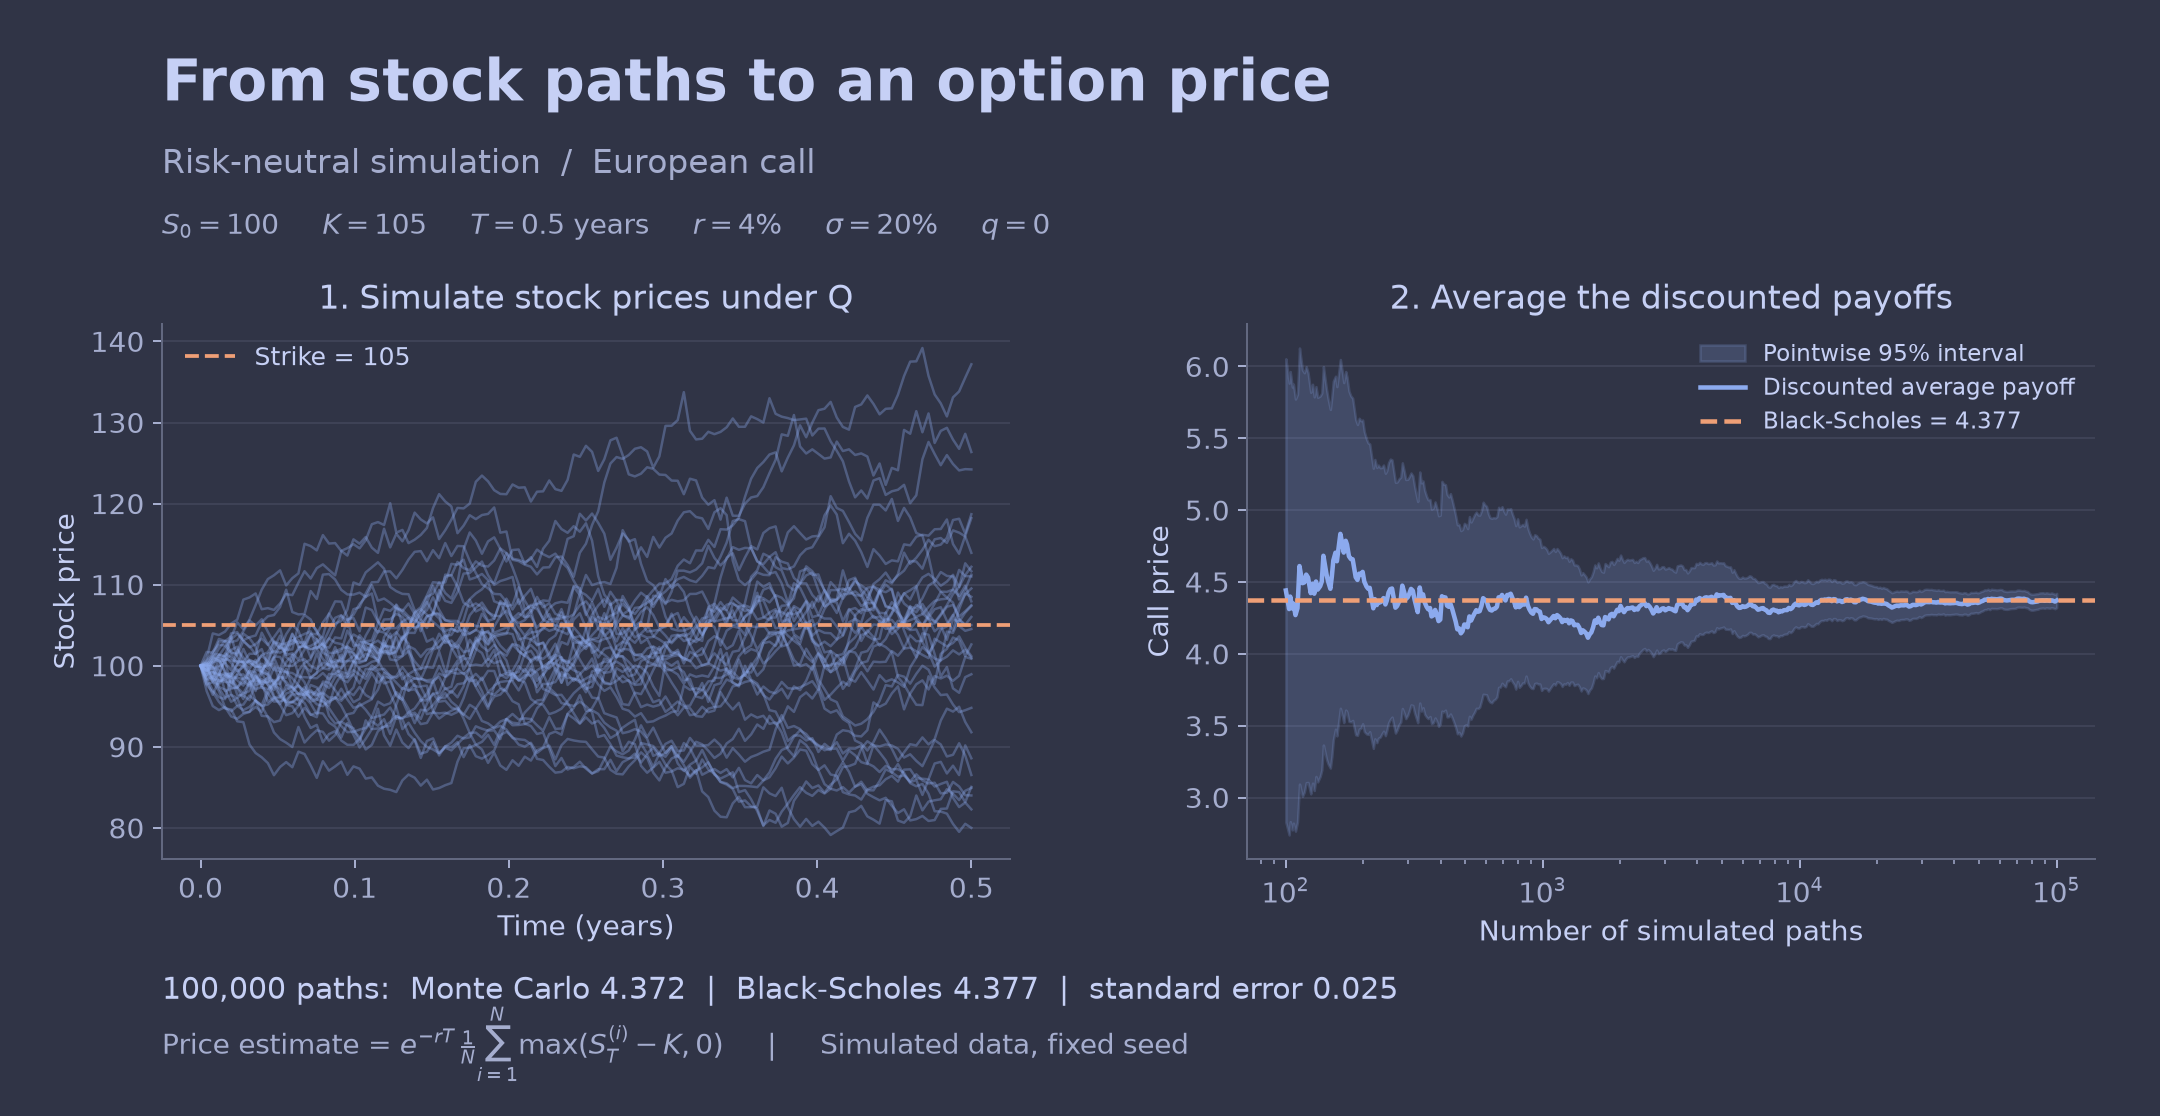 From stock paths to an option price
Risk-neutral simulation / European call
S₀ = 100 K = 105 T = 0.5 years r = 4% σ = 20% q = 0
1. Simulate stock prices under Q
Strike = 105
140
130
120
110
100
90
80
Stock price
0.0 0.1 0.2 0.3 0.4 0.5
Time (years)
2. Average the discounted payoffs
Pointwise 95% interval
Discounted average payoff
Black-Scholes = 4.377
6.0
5.5
5.0
4.5
4.0
3.5
3.0
Call price
10² 10³ 10⁴ 10⁵
Number of simulated paths
100,000 paths: Monte Carlo 4.372 | Black-Scholes 4.377 | standard error 0.025
Price estimate = e^{−rT} \frac{1}{N} \sum_{i=1}^{N} max(S_T^{(i)} − K, 0) | Simulated data, fixed seed